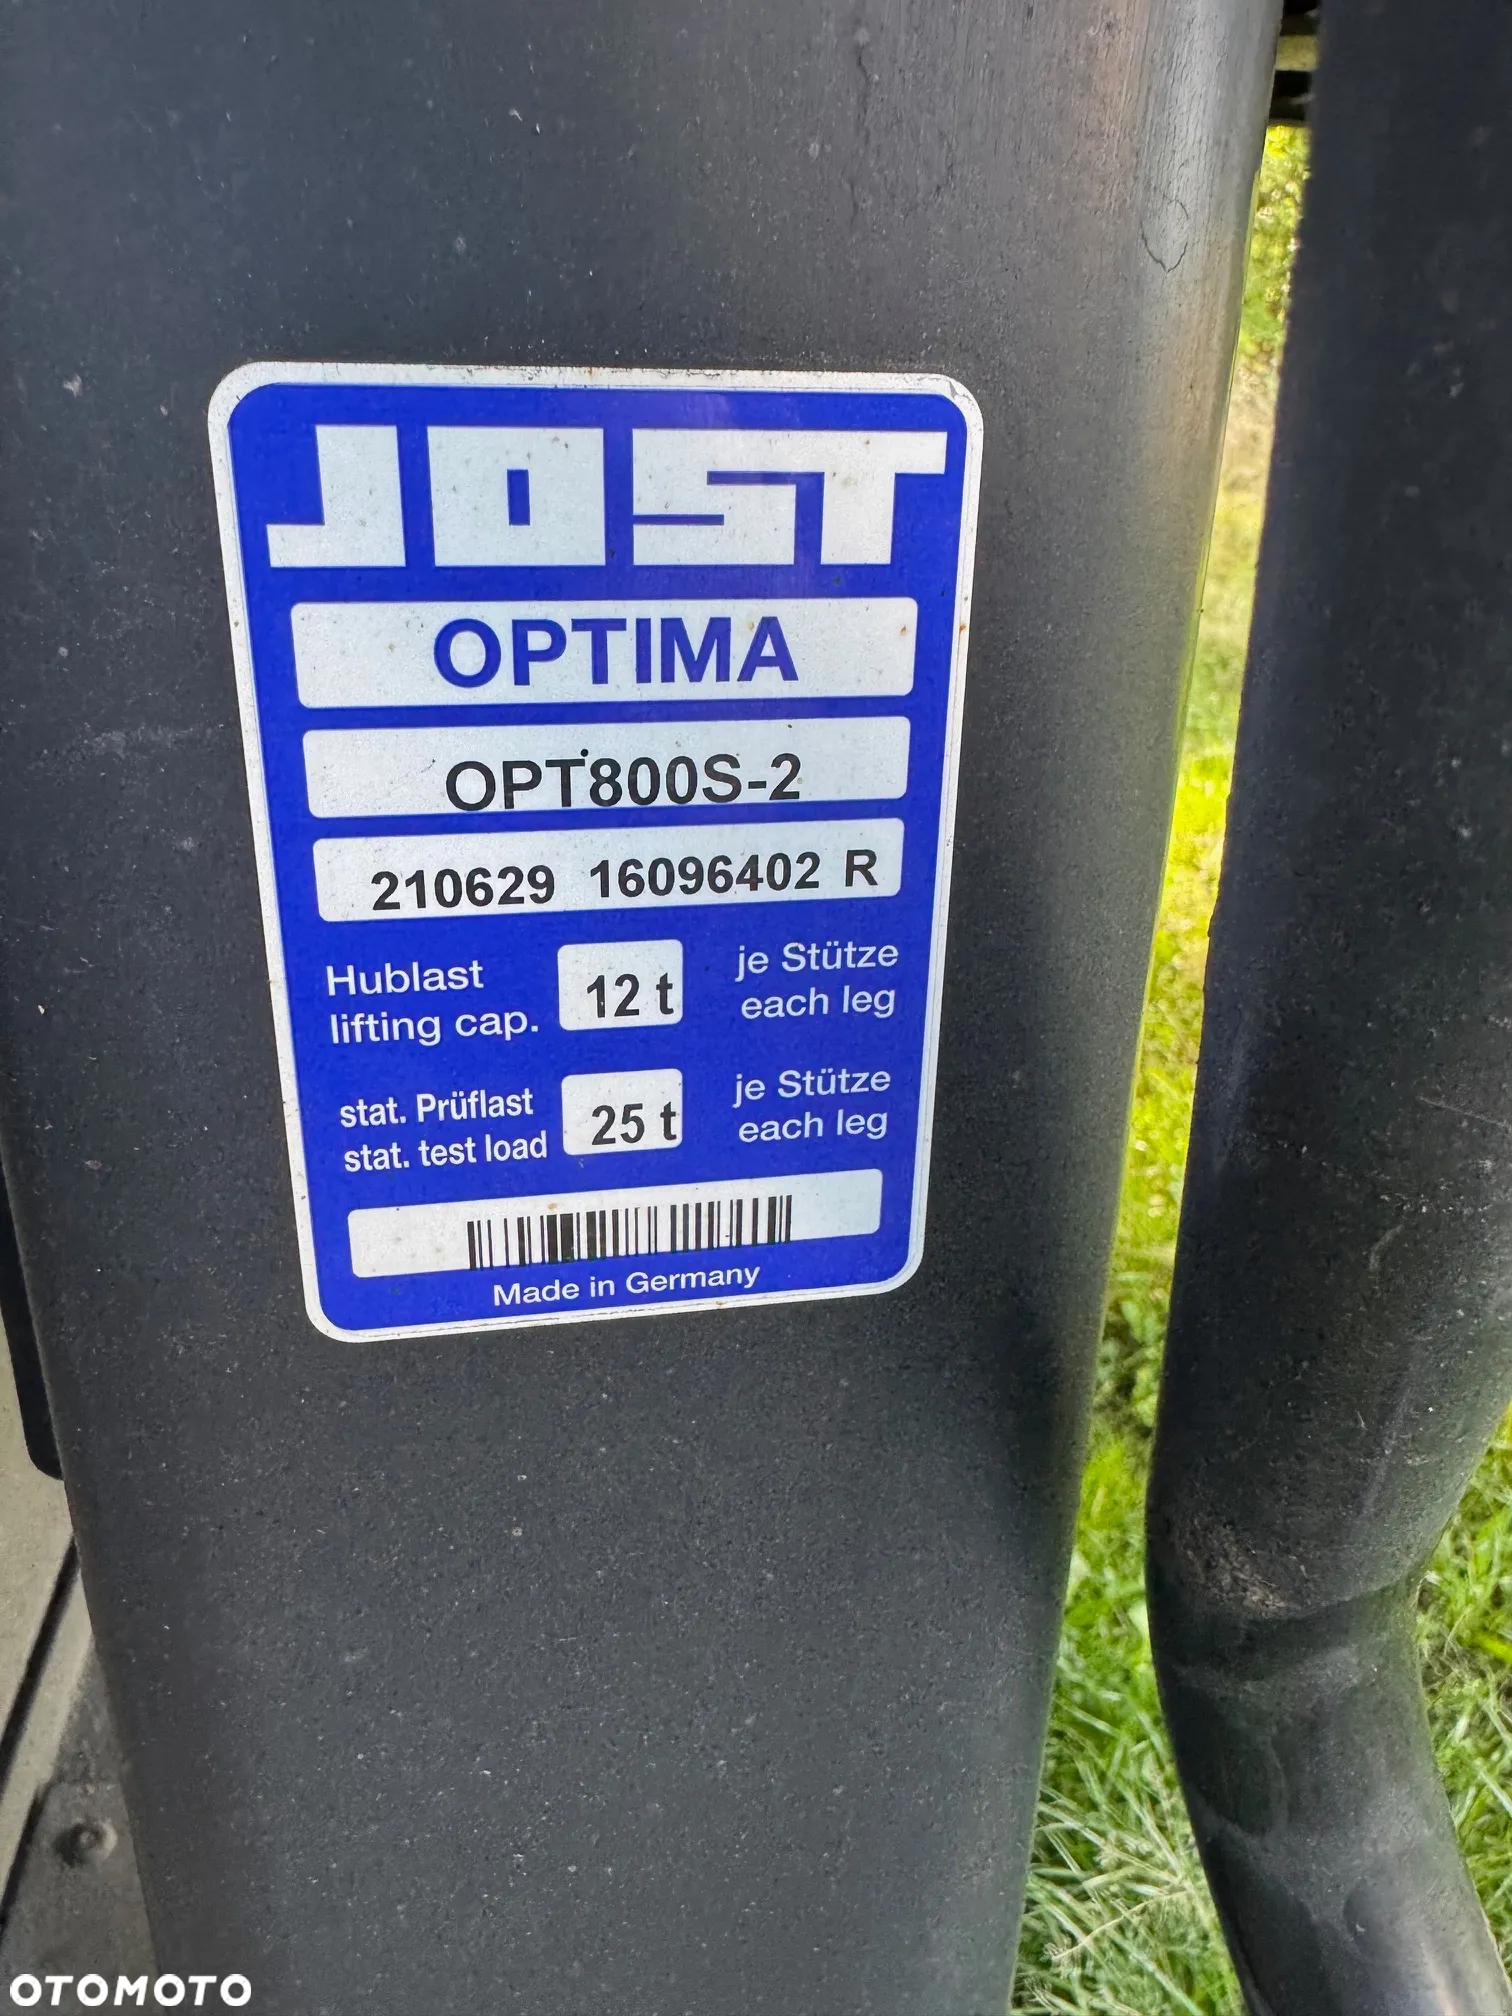 JOST
OPTIMA
OPT800S-2
210629 16096402 R
Hublast
lifting cap.
12 t
je Stütze
each leg
stat. Prüflast
stat. test load
25 t
je Stütze
each leg
Made in Germany
OTOMOTO